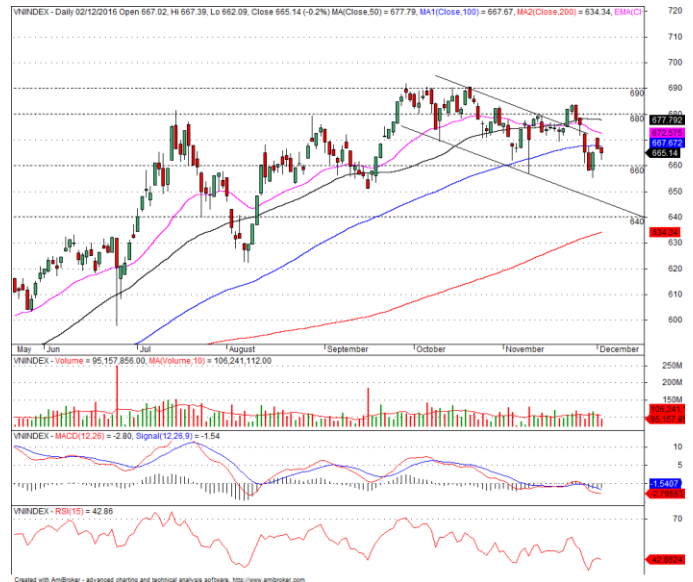 VNINDEX - Daily 02/12/2016 Open 667.02, Hi 667.39, Lo 662.09, Close 665.14 (-0.2%) MA(Close,50) = 677.79, MA1(Close,100) = 667.67, MA2(Close,200) = 634.34, EMA(Cl
720
710
700
690
690
680
677.792
672.575
667.672
665.14
660
660
650
640
640
634.34
630
620
610
600
May Jun Jul August September October November December
VNINDEX - Volume = 95,157,856.00, MA(Volume,10) = 106,241,112.00
250M
200M
150M
106,241,1
95,157,85
VNINDEX - MACD(12,26) = -2.80, Signal(12,26,9) = -1.54
10
5
-1.5407
VNINDEX - RSI(15) = 42.86
70
Created with AmiBroker - advanced charting and technical analysis software. http://www.amibroker.com